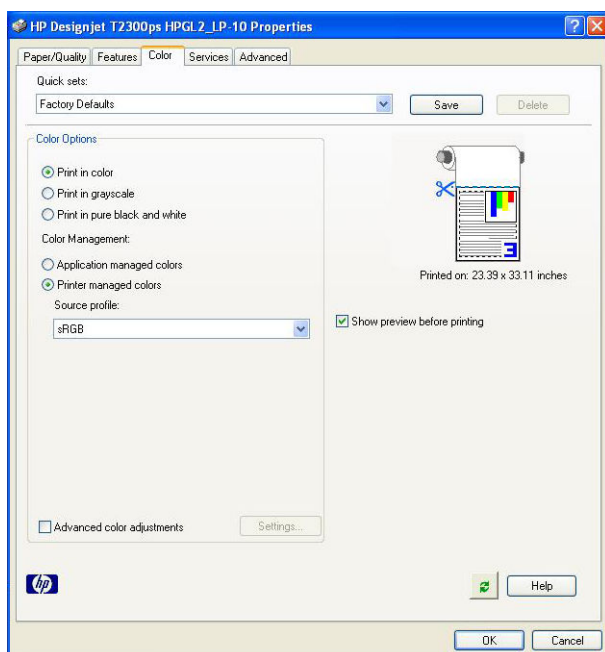 HP Designjet T2300ps HPGL2_LP-10 Properties
Paper/Quality Features Color Services Advanced
Quick sets:
Factory Defaults
Save
Delete
Color Options
Print in color
Print in grayscale
Print in pure black and white
Color Management:
Application managed colors
Printer managed colors
Source profile:
sRGB
Advanced color adjustments
Settings...
3
Printed on: 23.39 x 33.11 inches
Show preview before printing
hp
Help
OK
Cancel